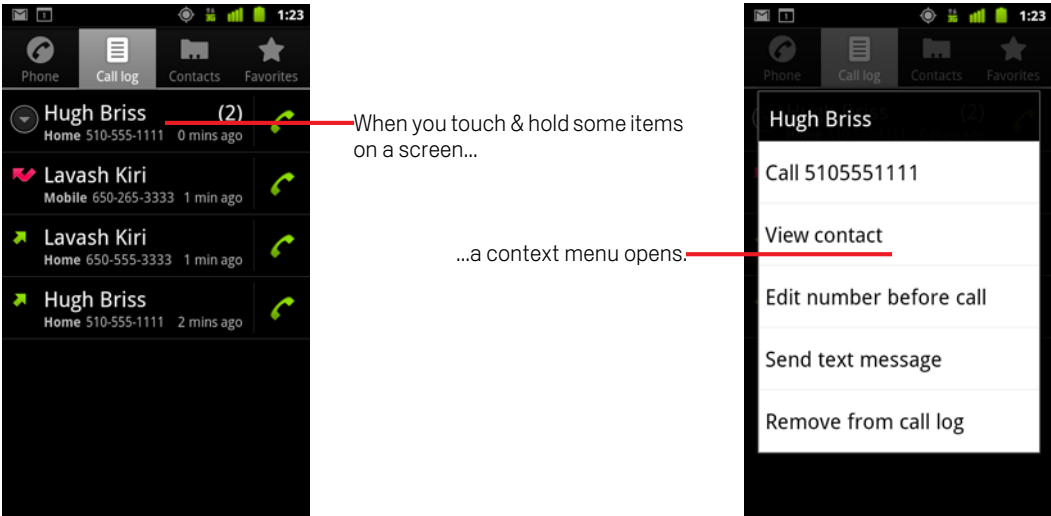 1:23
Phone Call log Contacts Favorites
Hugh Briss (2)
Home 510-555-1111 0 mins ago
Lavash Kiri
Mobile 650-265-3333 1 min ago
Lavash Kiri
Home 650-555-3333 1 min ago
Hugh Briss
Home 510-555-1111 2 mins ago
When you touch & hold some items
on a screen...
...a context menu opens.
1:23
Phone Call log Contacts Favorites
Hugh Briss
Call 5105551111
View contact
Edit number before call
Send text message
Remove from call log